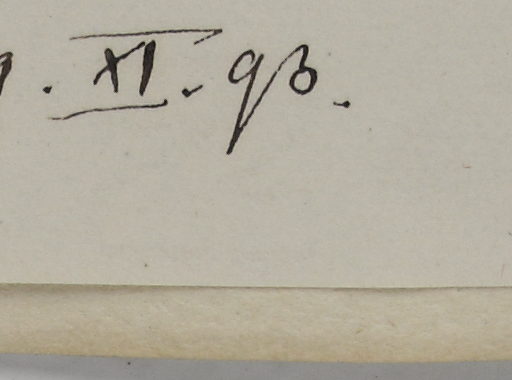 . XI. 93.